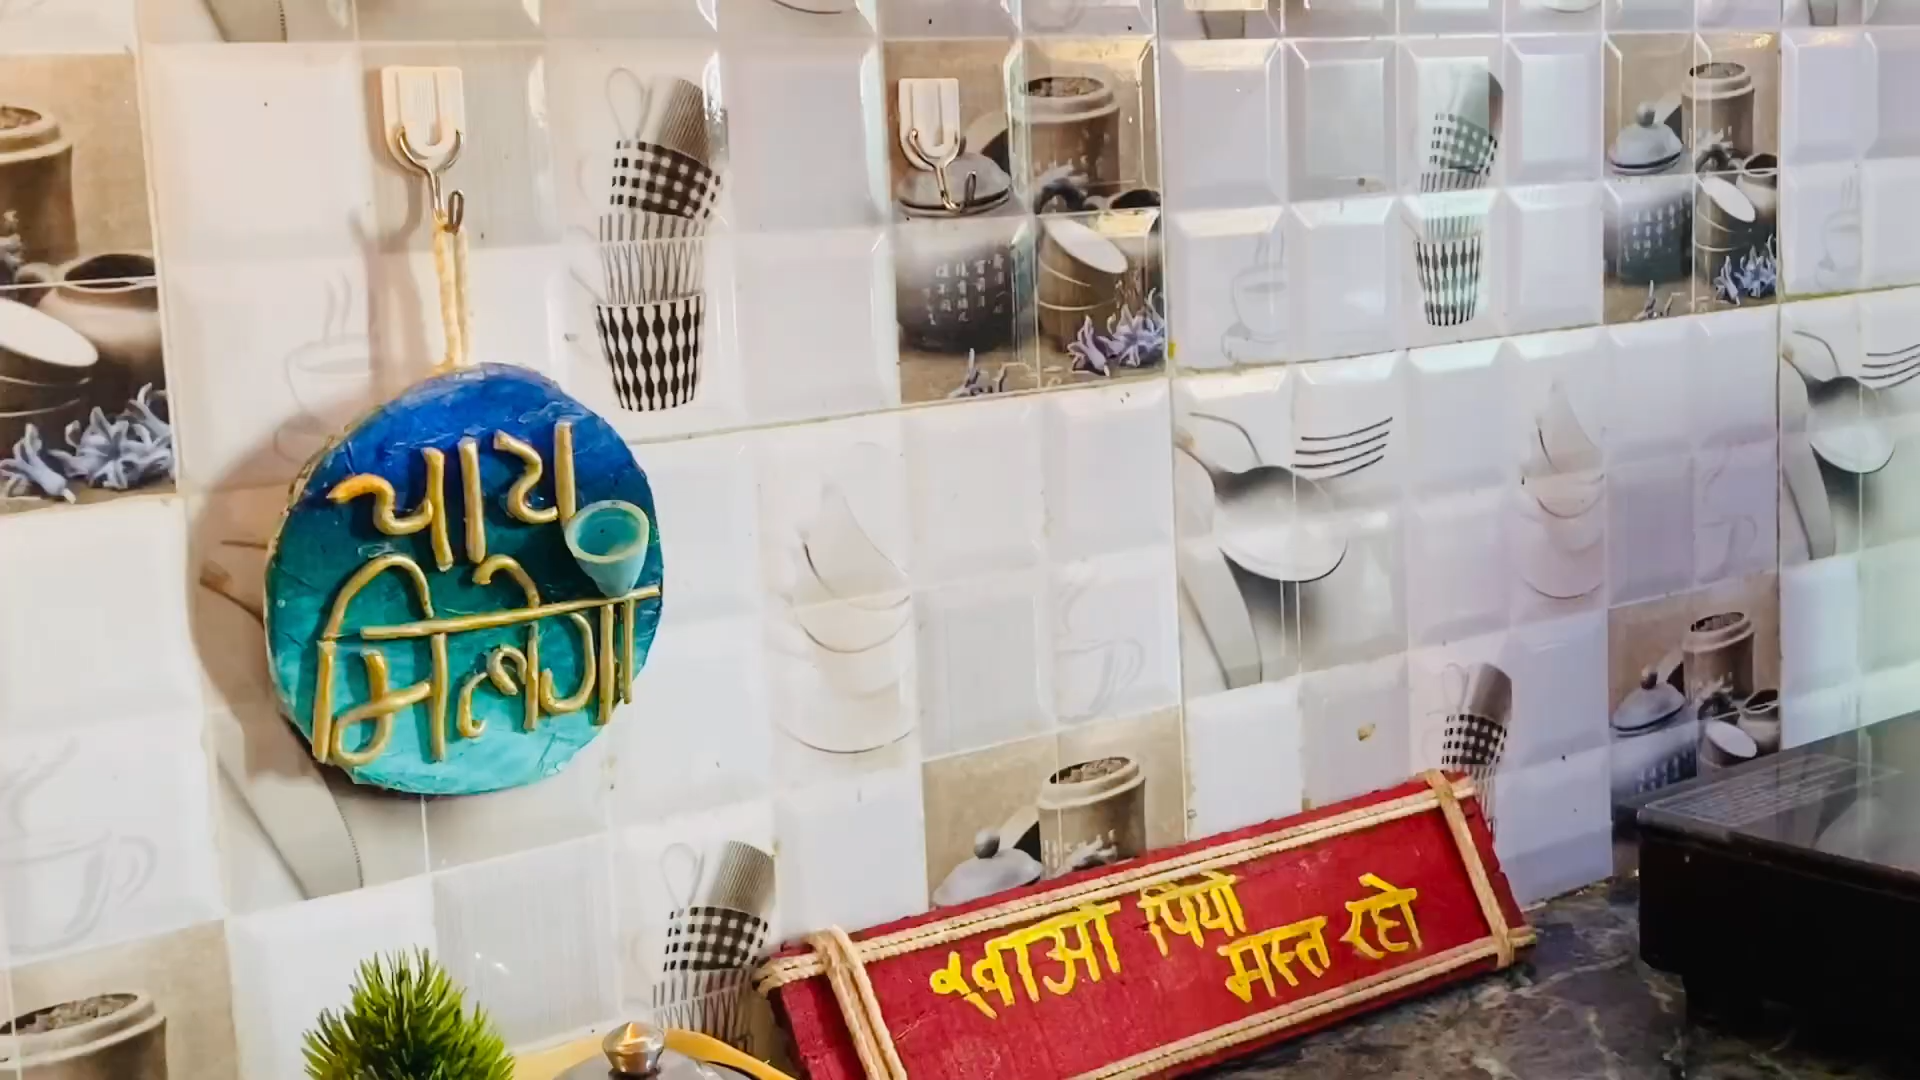 चाय
मिलेगा
खाओ पियो
मस्त रहो